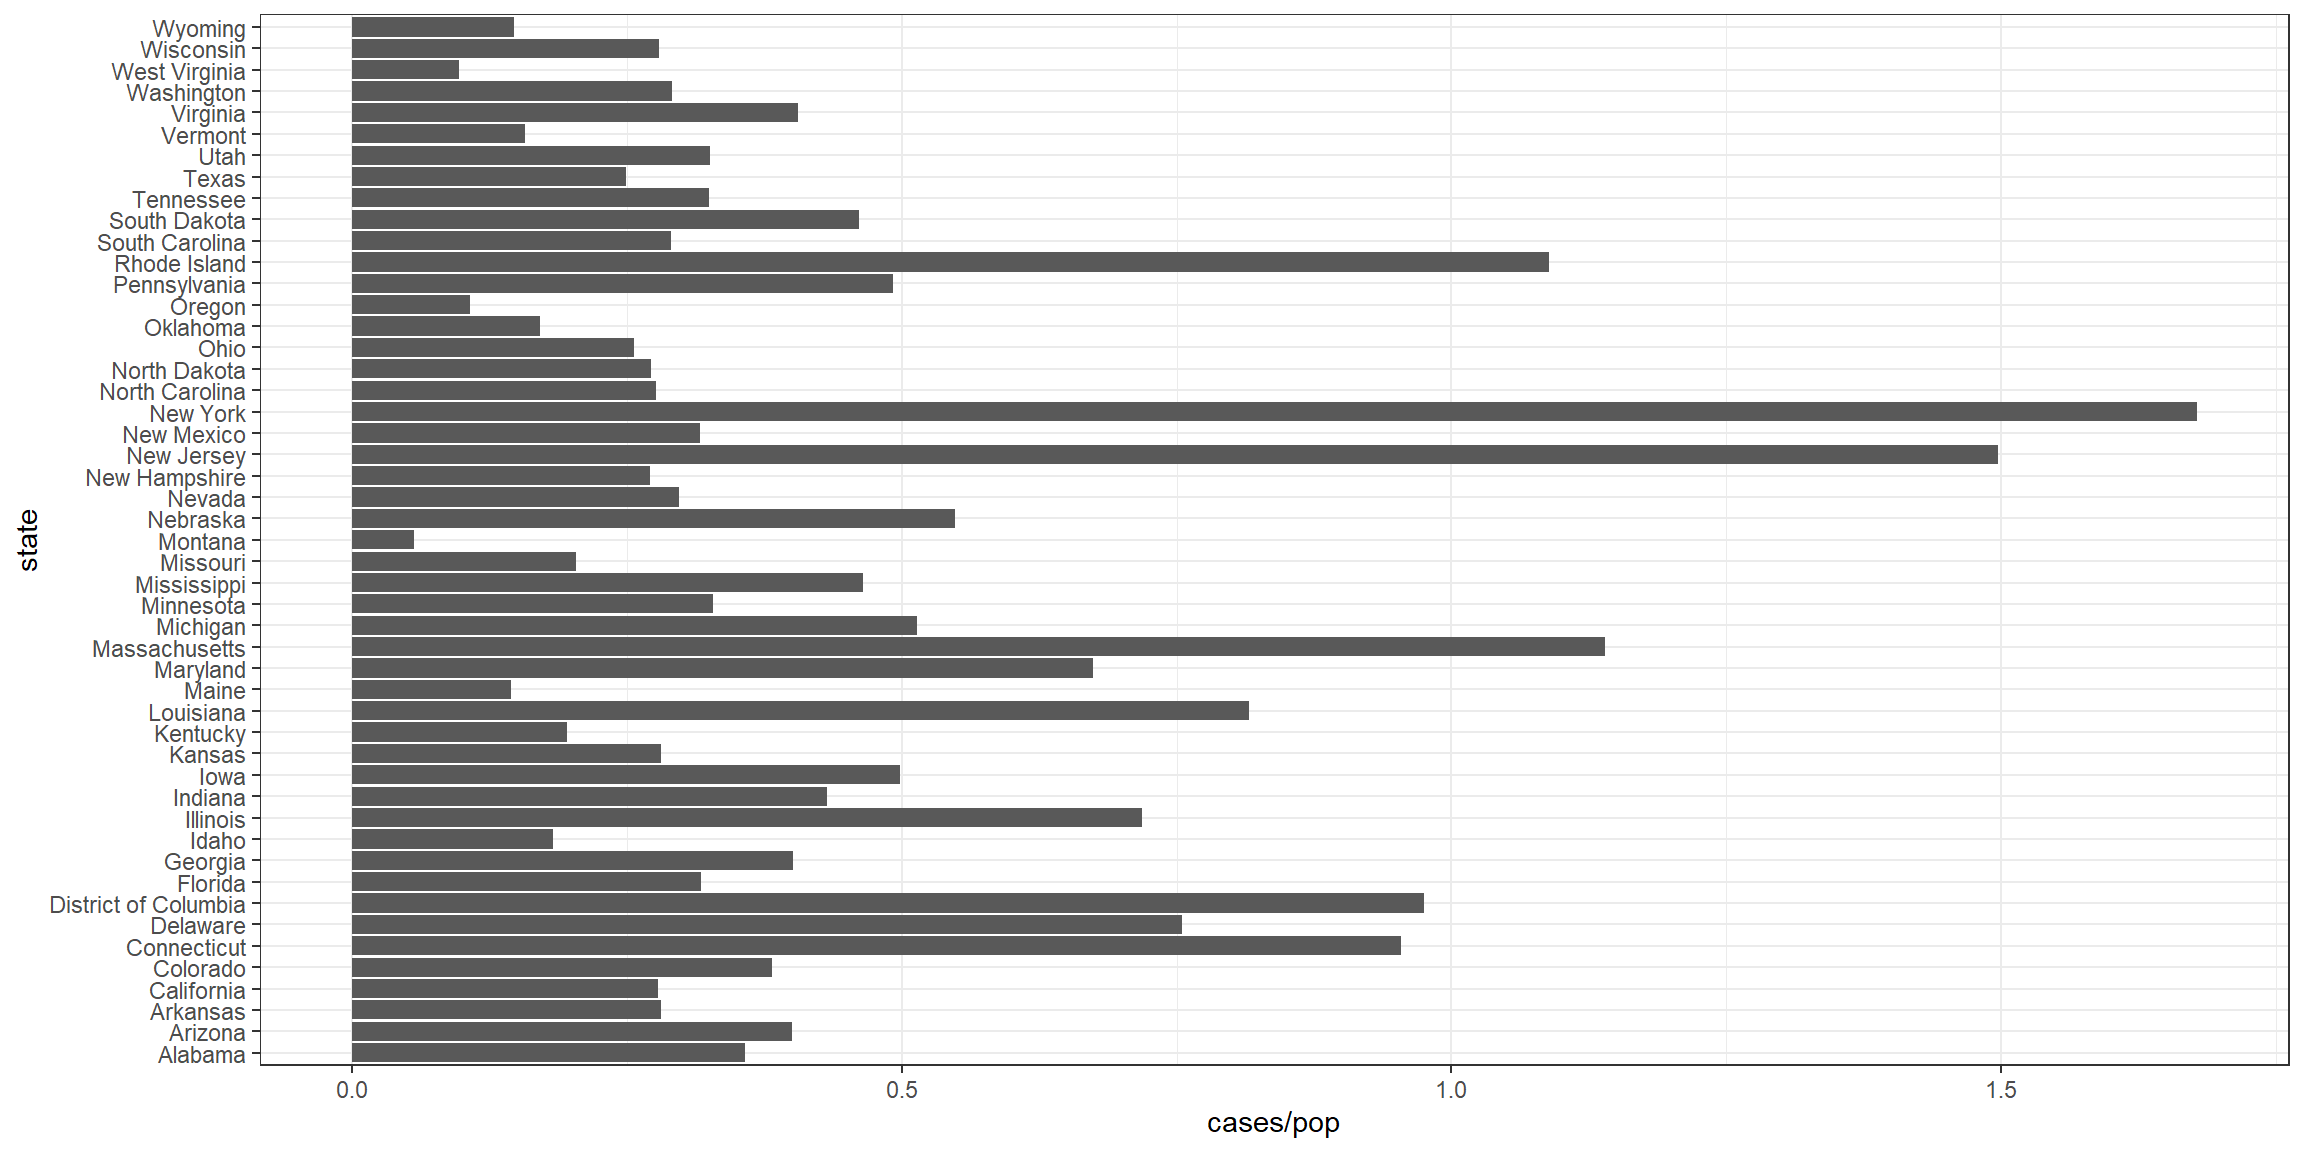 Wyoming
Wisconsin
West Virginia
Washington
Virginia
Vermont
Utah
Texas
Tennessee
South Dakota
South Carolina
Rhode Island
Pennsylvania
Oregon
Oklahoma
Ohio
North Dakota
North Carolina
New York
New Mexico
New Jersey
New Hampshire
Nevada
Nebraska
Montana
Missouri
Mississippi
Minnesota
Michigan
Massachusetts
Maryland
Maine
Louisiana
Kentucky
Kansas
Iowa
Indiana
Illinois
Idaho
Georgia
Florida
District of Columbia
Delaware
Connecticut
Colorado
California
Arkansas
Arizona
Alabama
state
0.0 0.5 1.0 1.5
cases/pop